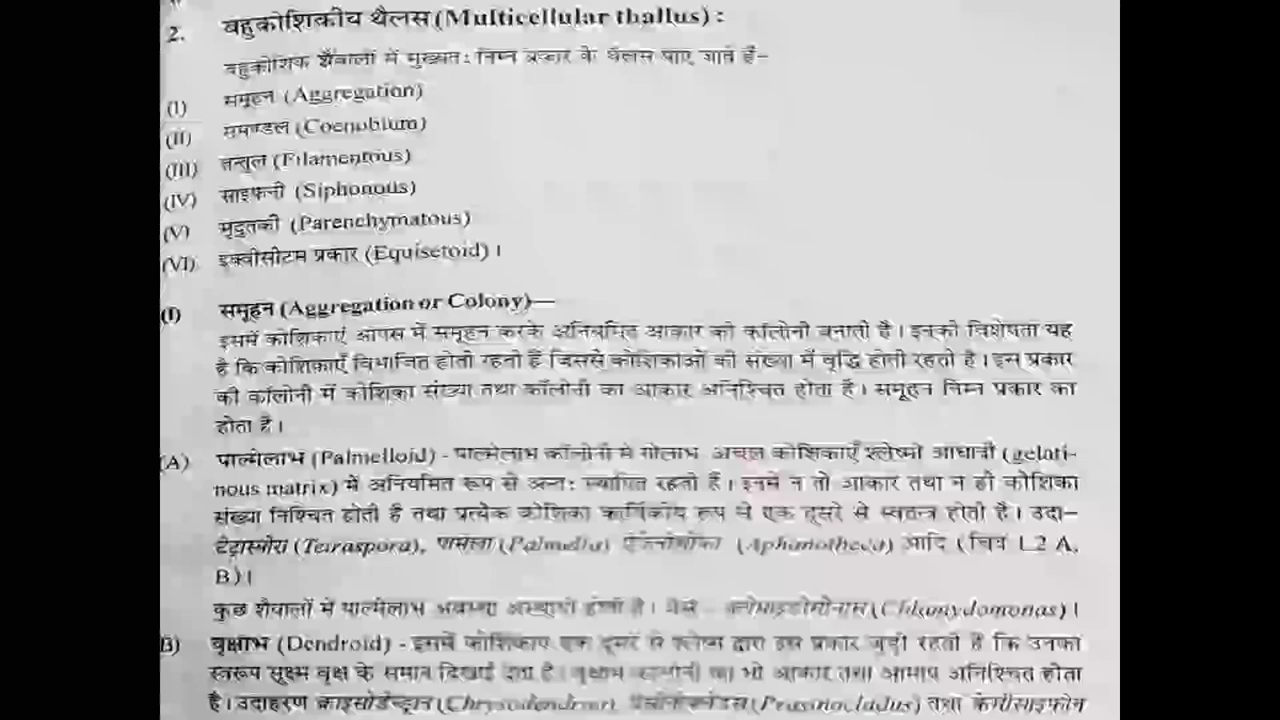 2. बहुकोशिकीय थैलस (Multicellular thallus) :
बहुकोशिक शैवालों में मुख्यत: निम्न प्रकार के थैलस पाए जाते हैं–
(I) समूहन (Aggregation)
(II) समण्डल (Coenobium)
(III) तन्तुल (Filamentous)
(IV) साइफनी (Siphonous)
(V) मृदुतकी (Parenchymatous)
(VI) इक्वीसीटम प्रकार (Equisetoid) ।
(I) समूहन (Aggregation or Colony)—
इसमें कोशिकाएं आपस में समूहन करके अनियमित आकार की कॉलोनी बनाती है। इनकी विशेषता यह
है कि कोशिकाएँ विभाजित होती रहती हैं जिससे कोशिकाओं की संख्या में वृद्धि होती रहती है। इस प्रकार
की कॉलोनी में कोशिका संख्या तथा कॉलोनी का आकार अनिश्चित होता है। समूहन निम्न प्रकार का
होता है।
(A) पाल्मेलाभ (Palmelloid) - पाल्मेलाभ कॉलोनी में गोलाभ अचल कोशिकाएँ श्लेष्मी आधात्री (gelati-
nous matrix) में अनियमित रूप से अन्त: स्थापित रहती हैं। इनमें न तो आकार तथा न ही कोशिका
संख्या निश्चित होती है तथा प्रत्येक कोशिका कार्यिकीय रूप से एक दूसरे से स्वतन्त्र होती है। उदा–
टेट्रास्पोरा (Tetraspora), पामेला (Palmella) (Aphanotheca) आदि (चित्र 1.2 A,
B)।
कुछ शैवालों में पाल्मेलाभ अवस्था अस्थायी होती है। जैसे – क्लेमाइडोमोनास (Chlamydomonas)।
B) वृक्षाभ (Dendroid) - इसमें कोशिकाएं एक दूसरे से श्लेष्म द्वारा इस प्रकार जुड़ी रहती है कि उनका
स्वरूप सूक्ष्म वृक्ष के समान दिखाई देता है। वृक्षाभ कालोनी का भी आकार तथा आमाप अनिश्चित होता
है। उदाहरण क्राइसोडेन्ड्रान (Chrysodendron), (Prasinocladus) तथा